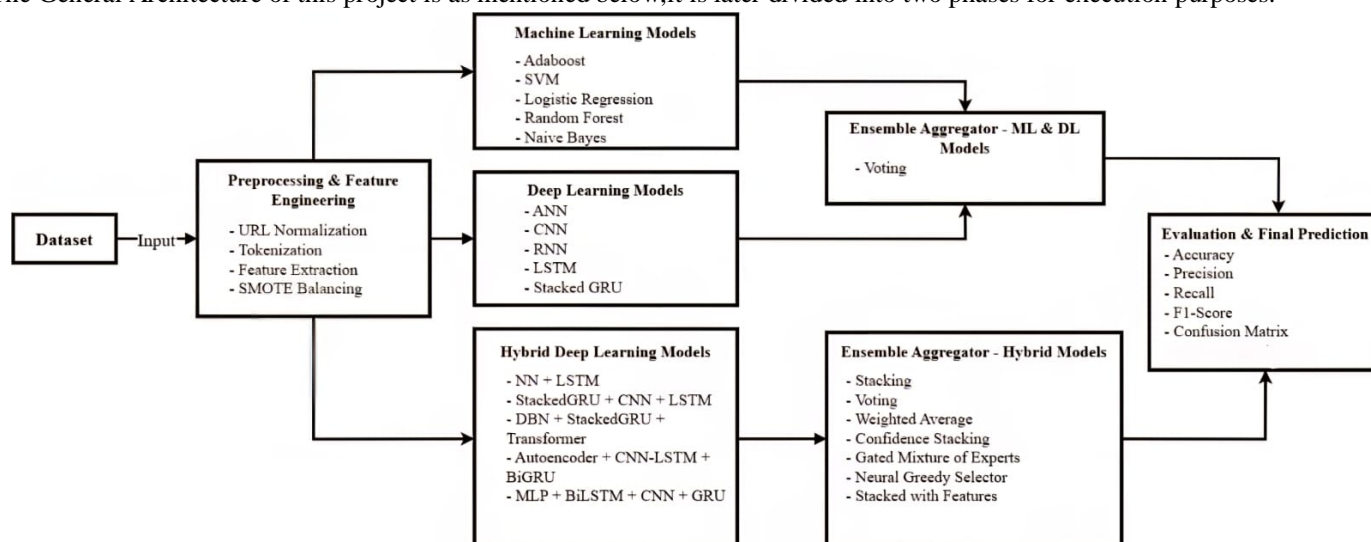 The General Architecture of this project is as mentioned below,it is later divided into two phases for execution purposes.
Machine Learning Models
- Adaboost
- SVM
- Logistic Regression
- Random Forest
- Naive Bayes
Ensemble Aggregator - ML & DL
Models
- Voting
Preprocessing & Feature
Engineering
- URL Normalization
- Tokenization
- Feature Extraction
- SMOTE Balancing
Deep Learning Models
- ANN
- CNN
- RNN
- LSTM
- Stacked GRU
Dataset
Input
Evaluation & Final Prediction
- Accuracy
- Precision
- Recall
- F1-Score
- Confusion Matrix
Hybrid Deep Learning Models
- NN + LSTM
- StackedGRU + CNN + LSTM
- DBN + StackedGRU +
Transformer
- Autoencoder + CNN-LSTM +
BiGRU
- MLP + BiLSTM + CNN + GRU
Ensemble Aggregator - Hybrid Models
- Stacking
- Voting
- Weighted Average
- Confidence Stacking
- Gated Mixture of Experts
- Neural Greedy Selector
- Stacked with Features